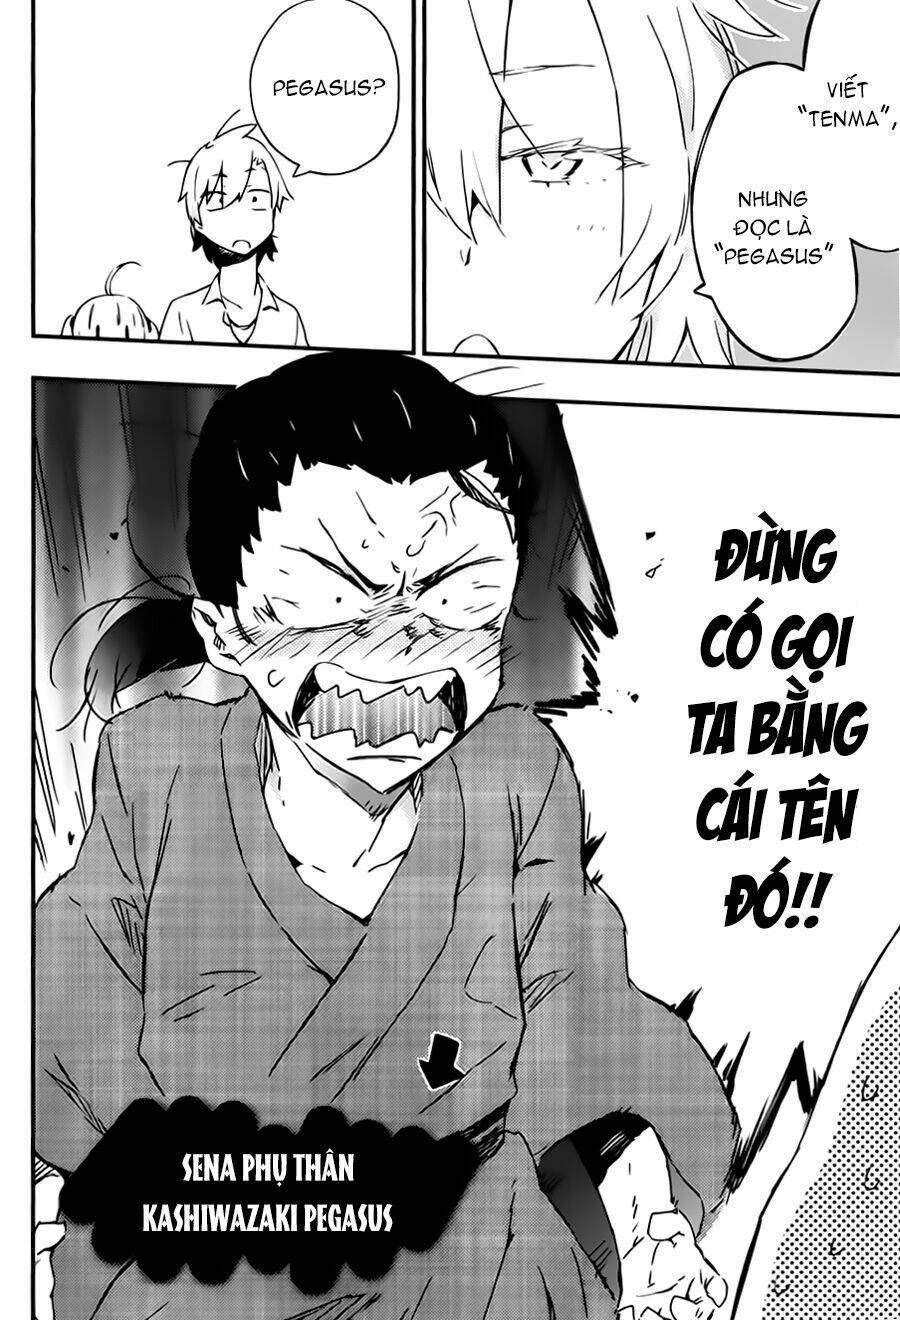 VIẾT
"TENMA",
NHƯNG
ĐỌC LÀ
"PEGASUS"
PEGASUS?
ĐỪNG
CÓ GỌI
TA BẰNG
CÁI TÊN
ĐÓ!!
SENA PHỤ THÂN
KASHIWAZAKI PEGASUS